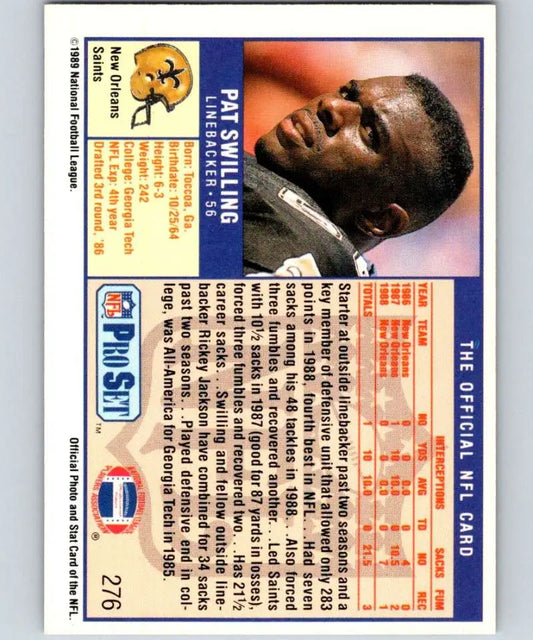 THE OFFICIAL NFL CARD
PAT SWILLING
LINEBACKER • 56
New Orleans
Saints
Born: Toccoa, Ga.
Birthdate: 10/25/64
Height: 6-3
Weight: 242
College: Georgia Tech
NFL Exp: 4th year
Drafted 3rd round, '86
INTERCEPTIONS SACKS FUM
YEAR TEAM NO YDS AVG TD NO REC
1986 New Orleans 0 0 0.0 0 4 0
1987 New Orleans 1 10 10.0 0 10.5 2
1988 New Orleans 0 0 0.0 0 7 1
TOTALS 1 10 10.0 0 21.5 3
Starter at outside linebacker past two seasons and a
key member of defensive unit that allowed only 283
points in 1988, fourth best in NFL...Had seven
sacks among his 48 tackles in 1988...Also forced
three fumbles and recovered another...Led Saints
with 10½ sacks in 1987 (good for 87 yards in losses),
forced three fumbles and recovered two...Has 21½
career sacks...Swilling and fellow outside line-
backer Rickey Jackson have combined for 34 sacks
past two seasons...Played defensive end in col-
lege, was All-America for Georgia Tech in 1985.
NFL
PRO SET
TM
®
276
© 1989 National Football League.
Official Photo and Stat Card of the NFL.